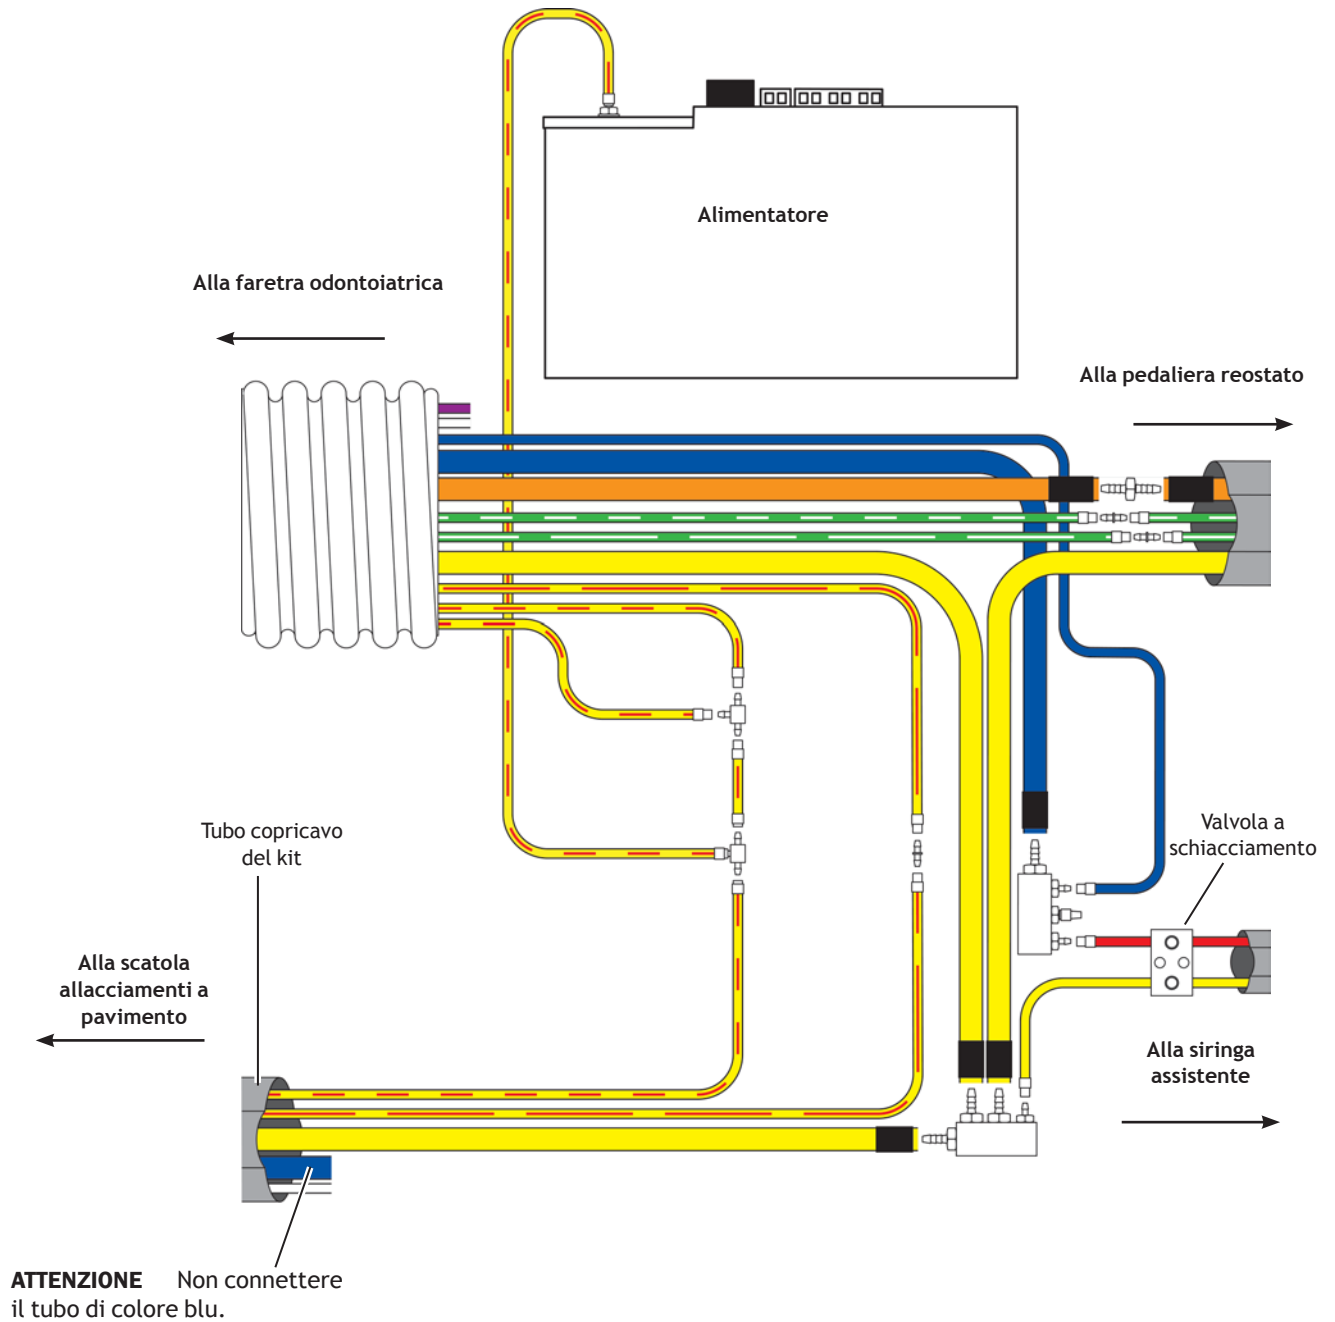 Alimentatore
Alla faretra odontoiatrica
Alla pedaliera reostato
Tubo copricavo
del kit
Valvola a
schiacciamento
Alla scatola
allacciamenti a
pavimento
Alla siringa
assistente
ATTENZIONE Non connettere
il tubo di colore blu.